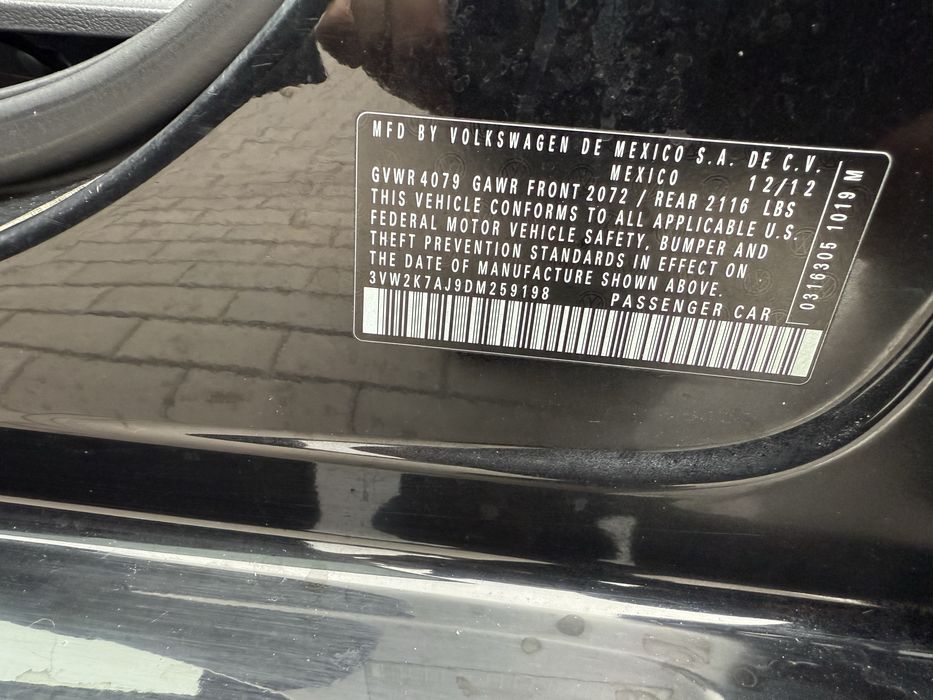 MFD BY VOLKSWAGEN DE MEXICO S.A. DE C.V.
MEXICO 12/12
GVWR 4079 GAWR FRONT 2072 / REAR 2116 LBS
THIS VEHICLE CONFORMS TO ALL APPLICABLE U.S.
FEDERAL MOTOR VEHICLE SAFETY, BUMPER AND
THEFT PREVENTION STANDARDS IN EFFECT ON
THE DATE OF MANUFACTURE SHOWN ABOVE.
3VW2K7AJ9DM259198 PASSENGER CAR
0316305 1019 M